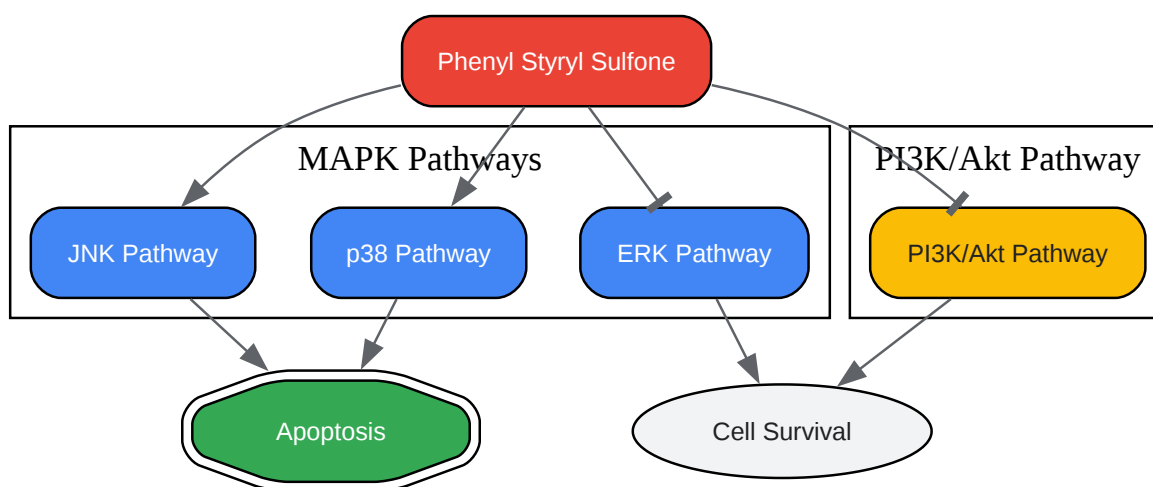 Phenyl Styryl Sulfone
MAPK Pathways
PI3K/Akt Pathway
JNK Pathway
p38 Pathway
ERK Pathway
PI3K/Akt Pathway
Apoptosis
Cell Survival